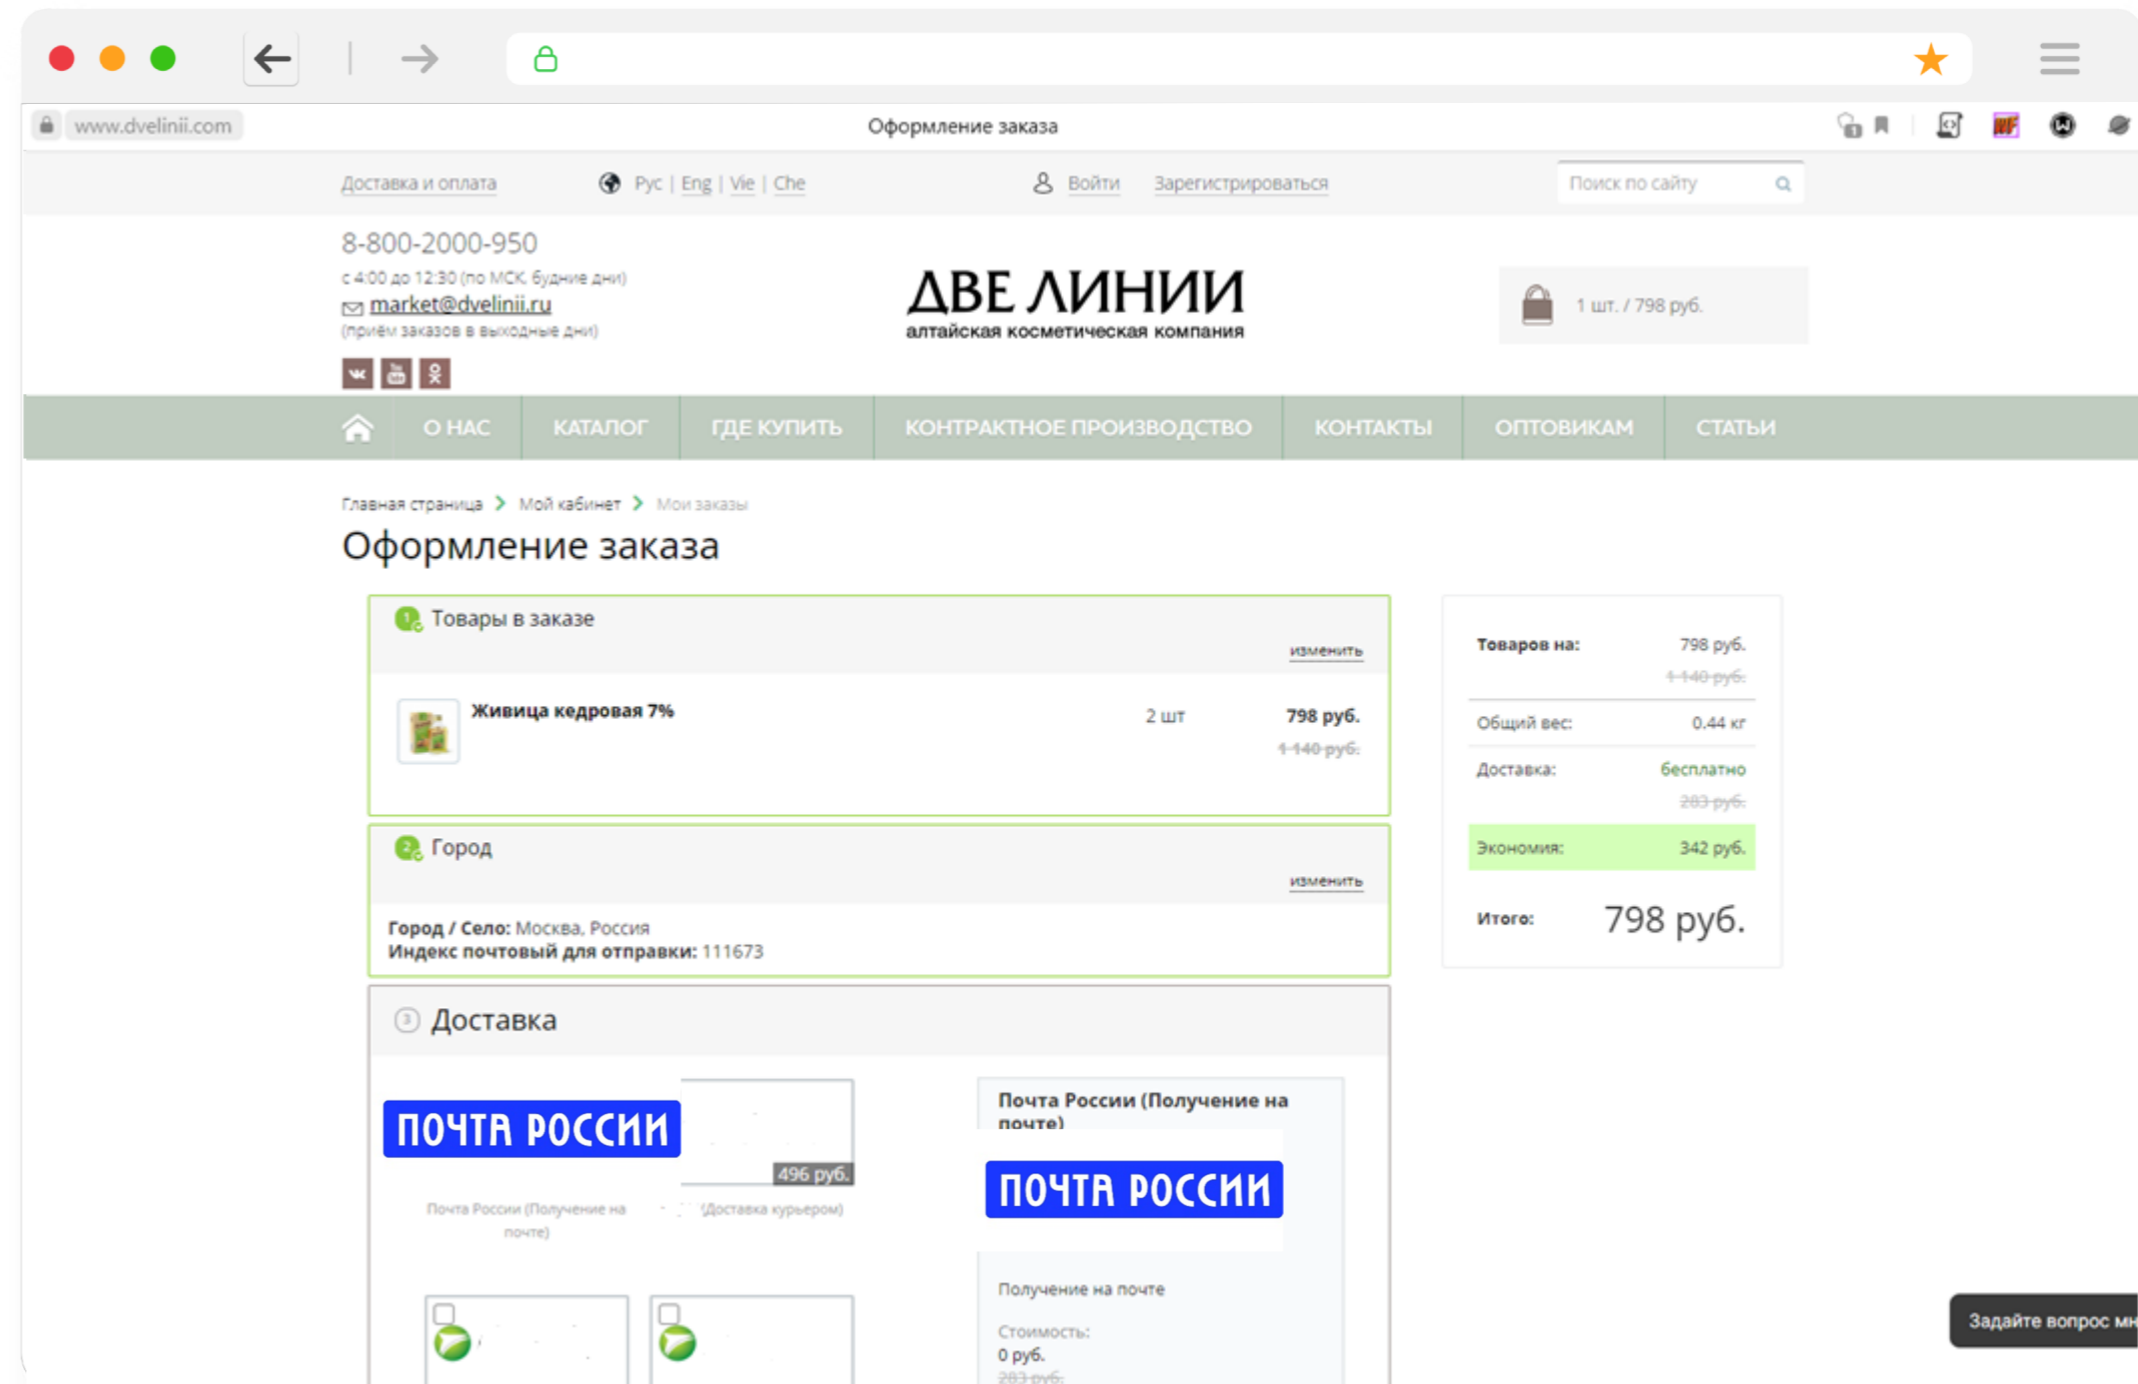 www.dvelinii.com
Оформление заказа
Доставка и оплата
Рус | Eng | Vie | Che
Войти
Зарегистрироваться
Поиск по сайту
8-800-2000-950
с 4:00 до 12:30 (по МСК, будние дни)
market@dvelinii.ru
(приём заказов в выходные дни)
ДВЕ ЛИНИИ
алтайская косметическая компания
1 шт. / 798 руб.
О НАС
КАТАЛОГ
ГДЕ КУПИТЬ
КОНТРАКТНОЕ ПРОИЗВОДСТВО
КОНТАКТЫ
ОПТОВИКАМ
СТАТЬИ
Главная страница
Мой кабинет
Мои заказы
Оформление заказа
1 Товары в заказе
изменить
Живица кедровая 7%
2 шт
798 руб.
1 140 руб.
2 Город
изменить
Город / Село: Москва, Россия
Индекс почтовый для отправки: 111673
Товаров на: 798 руб.
1 140 руб.
Общий вес: 0.44 кг
Доставка: бесплатно
283 руб.
Экономия: 342 руб.
Итого: 798 руб.
3 Доставка
ПОЧТА РОССИИ
496 руб.
Почта России (Получение на
почте)
(Доставка курьером)
Почта России (Получение на
почте)
ПОЧТА РОССИИ
Получение на почте
Стоимость:
0 руб.
283 руб.
Задайте вопрос